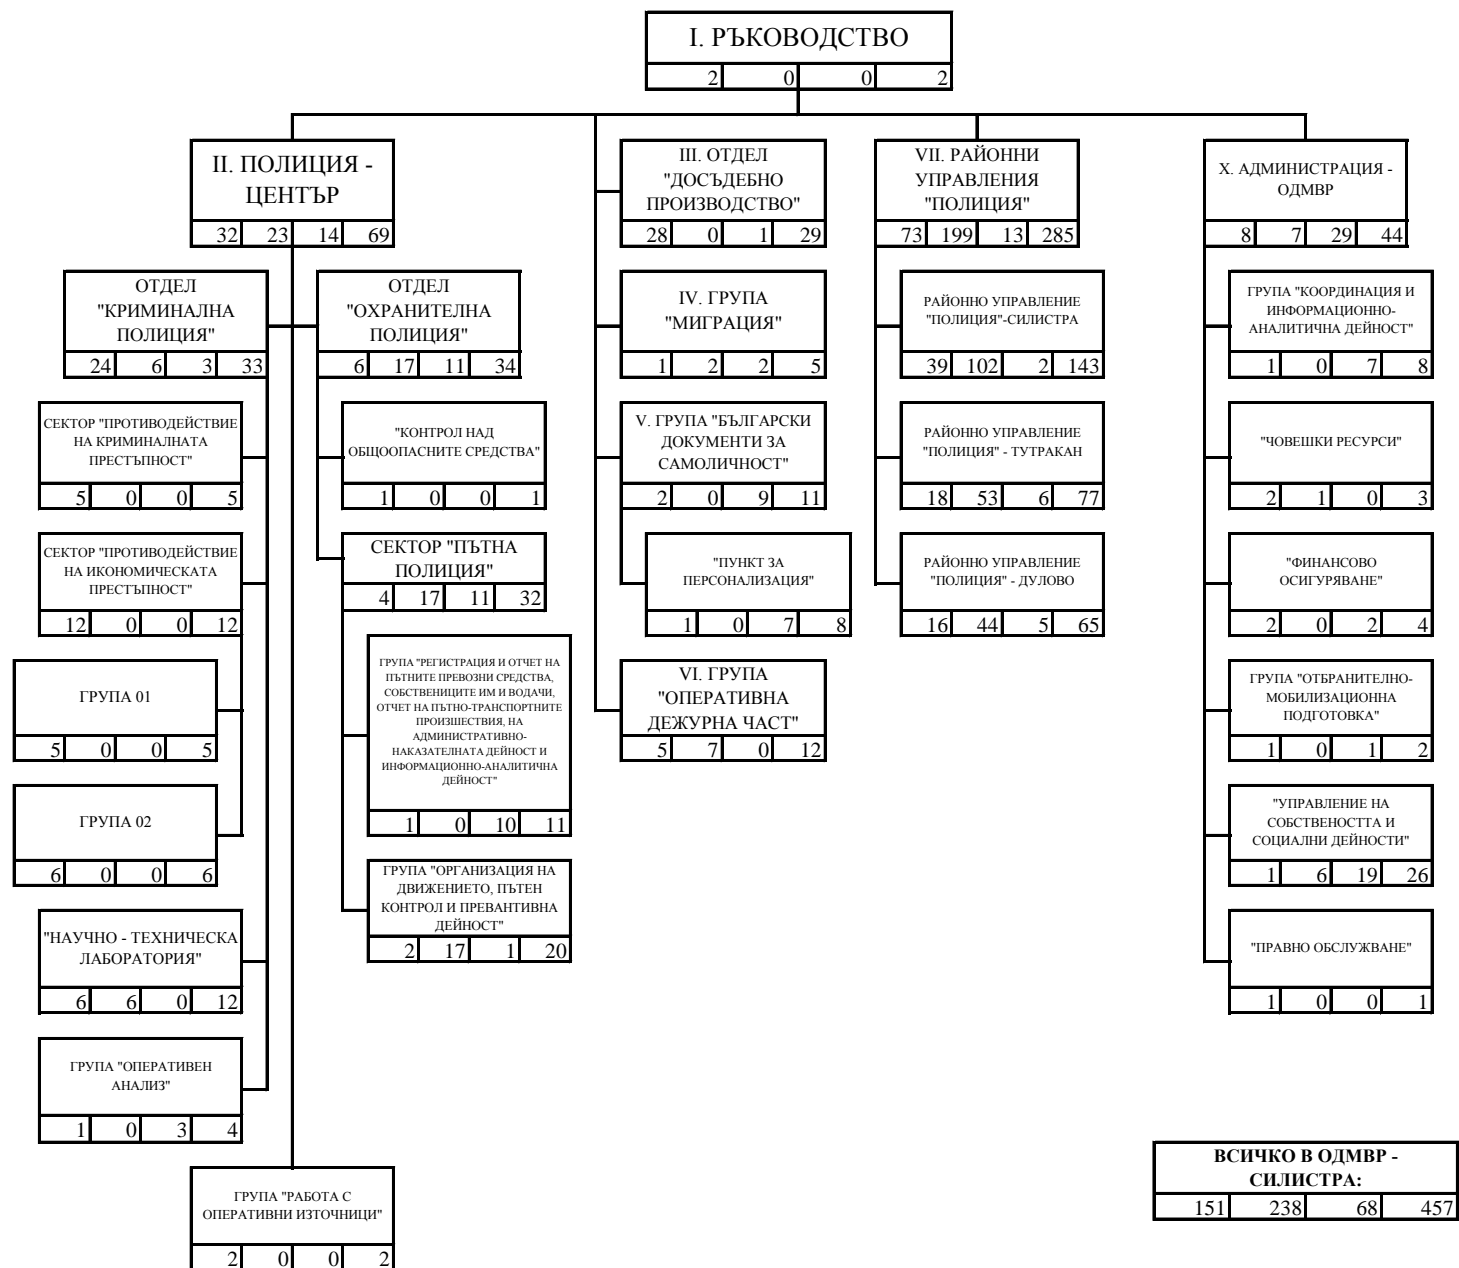 I. РЪКОВОДСТВО
2 0 0 2
II. ПОЛИЦИЯ -
ЦЕНТЪР
32 23 14 69
ОТДЕЛ
"КРИМИНАЛНА
ПОЛИЦИЯ"
24 6 3 33
СЕКТОР "ПРОТИВОДЕЙСТВИЕ
НА КРИМИНАЛНАТА
ПРЕСТЪПНОСТ"
5 0 0 5
СЕКТОР "ПРОТИВОДЕЙСТВИЕ
НА ИКОНОМИЧЕСКАТА
ПРЕСТЪПНОСТ"
12 0 0 12
ГРУПА 01
5 0 0 5
ГРУПА 02
6 0 0 6
"НАУЧНО - ТЕХНИЧЕСКА
ЛАБОРАТОРИЯ"
6 6 0 12
ГРУПА "ОПЕРАТИВЕН
АНАЛИЗ"
1 0 3 4
ОТДЕЛ
"ОХРАНИТЕЛНА
ПОЛИЦИЯ"
6 17 11 34
"КОНТРОЛ НАД
ОБЩООПАСНИТЕ СРЕДСТВА"
1 0 0 1
СЕКТОР "ПЪТНА
ПОЛИЦИЯ"
4 17 11 32
ГРУПА "РЕГИСТРАЦИЯ И ОТЧЕТ НА
ПЪТНИТЕ ПРЕВОЗНИ СРЕДСТВА,
СОБСТВЕНИЦИТЕ ИМ И ВОДАЧИ,
ОТЧЕТ НА ПЪТНО-ТРАНСПОРТНИТЕ
ПРОИЗШЕСТВИЯ, НА
АДМИНИСТРАТИВНО-
НАКАЗАТЕЛНАТА ДЕЙНОСТ И
ИНФОРМАЦИОННО-АНАЛИТИЧНА
ДЕЙНОСТ"
1 0 10 11
ГРУПА "ОРГАНИЗАЦИЯ НА
ДВИЖЕНИЕТО, ПЪТЕН
КОНТРОЛ И ПРЕВАНТИВНА
ДЕЙНОСТ"
2 17 1 20
ГРУПА "РАБОТА С
ОПЕРАТИВНИ ИЗТОЧНИЦИ"
2 0 0 2
III. ОТДЕЛ
"ДОСЪДЕБНО
ПРОИЗВОДСТВО"
28 0 1 29
IV. ГРУПА
"МИГРАЦИЯ"
1 2 2 5
V. ГРУПА "БЪЛГАРСКИ
ДОКУМЕНТИ ЗА
САМОЛИЧНОСТ"
2 0 9 11
"ПУНКТ ЗА
ПЕРСОНАЛИЗАЦИЯ"
1 0 7 8
VI. ГРУПА
"ОПЕРАТИВНА
ДЕЖУРНА ЧАСТ"
5 7 0 12
VII. РАЙОННИ
УПРАВЛЕНИЯ
"ПОЛИЦИЯ"
73 199 13 285
РАЙОННО УПРАВЛЕНИЕ
"ПОЛИЦИЯ"-СИЛИСТРА
39 102 2 143
РАЙОННО УПРАВЛЕНИЕ
"ПОЛИЦИЯ" - ТУТРАКАН
18 53 6 77
РАЙОННО УПРАВЛЕНИЕ
"ПОЛИЦИЯ" - ДУЛОВО
16 44 5 65
X. АДМИНИСТРАЦИЯ -
ОДМВР
8 7 29 44
ГРУПА "КООРДИНАЦИЯ И
ИНФОРМАЦИОННО-
АНАЛИТИЧНА ДЕЙНОСТ"
1 0 7 8
"ЧОВЕШКИ РЕСУРСИ"
2 1 0 3
"ФИНАНСОВО
ОСИГУРЯВАНЕ"
2 0 2 4
ГРУПА "ОТБРАНИТЕЛНО-
МОБИЛИЗАЦИОННА
ПОДГОТОВКА"
1 0 1 2
"УПРАВЛЕНИЕ НА
СОБСТВЕНОСТТА И
СОЦИАЛНИ ДЕЙНОСТИ"
1 6 19 26
"ПРАВНО ОБСЛУЖВАНЕ"
1 0 0 1
ВСИЧКО В ОДМВР -
СИЛИСТРА:
151 238 68 457